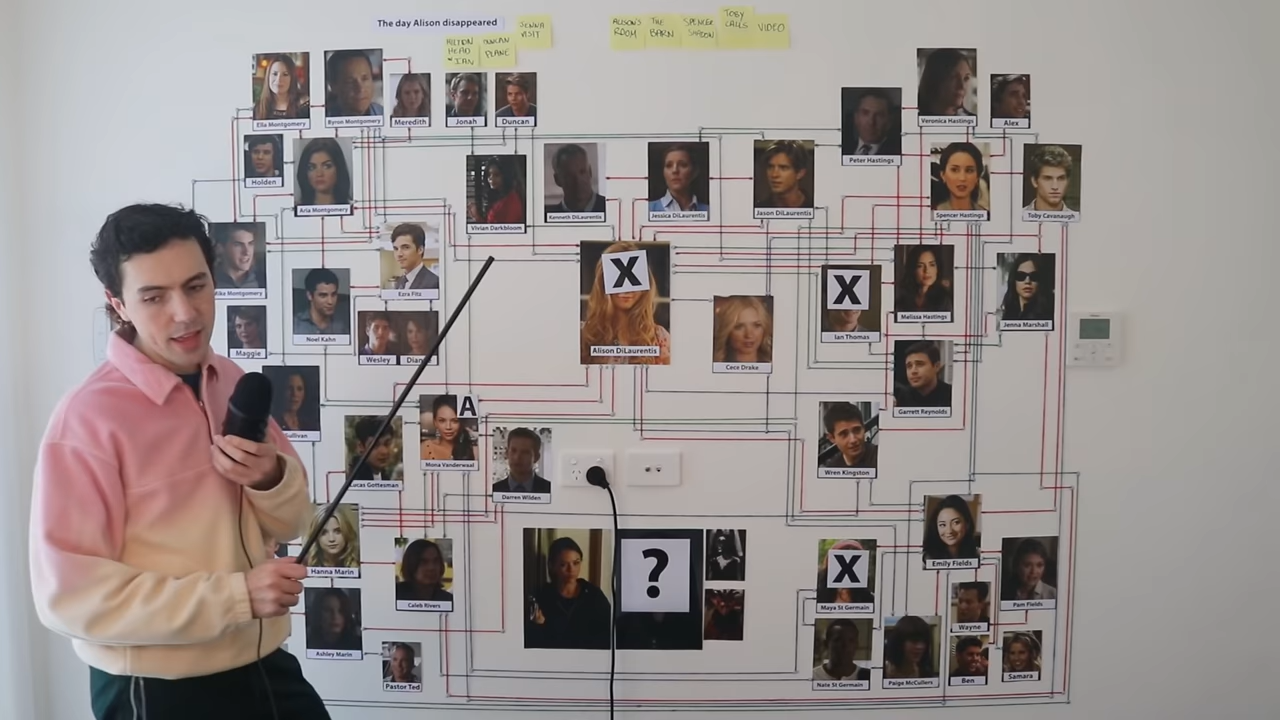 The day Alison disappeared
JENNA
VISIT
HILTON
HEAD
w IAN
DUNCAN
PLANE
ALISON'S
ROOM
THE
BARN
SPENCER
TOBY
CALLS
VIDEO
Ella Montgomery
Byron Montgomery
Meredith
Jonah
Duncan
Peter Hastings
Veronica Hastings
Alex
Holden
Aria Montgomery
Vivian Darkbloom
Kenneth DiLaurentis
Jessica DiLaurentis
Jason DiLaurentis
Spencer Hastings
Toby Cavanaugh
Mike Montgomery
Noel Kahn
Ezra Fitz
X
Alison DiLaurentis
Cece Drake
X
Ian Thomas
Melissa Hastings
Jenna Marshall
Maggie
Wesley
Dian
Garrett Reynolds
Sullivan
Lucas Gottesman
A
Mona Vanderwaal
Darren Wilden
Wren Kingston
Hanna Marin
Caleb Rivers
?
X
Maya St Germain
Emily Fields
Pam Fields
Ashley Marin
Wayne
Pastor Ted
Nate St Germain
Paige McCullers
Ben
Samara